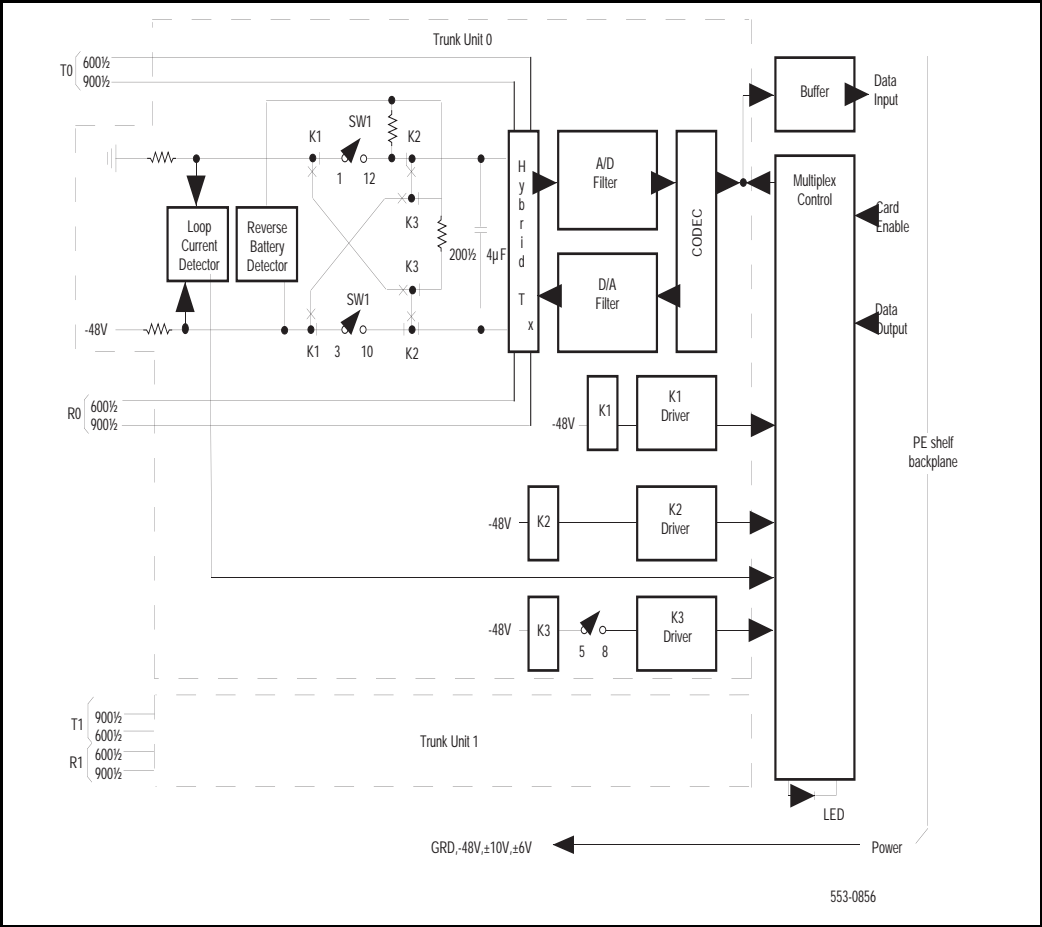 Trunk Unit 0
T0
600½
900½
Buffer
Data
Input
K1
SW1
K2
1
12
K3
K3
200½
4µF
Loop
Current
Detector
Reverse
Battery
Detector
-48V
SW1
K1
3
10
K2
Hybrid
Tx
A/D
Filter
D/A
Filter
CODEC
Multiplex
Control
Card
Enable
Data
Output
R0
600½
900½
-48V
K1
K1
Driver
PE shelf
backplane
-48V
K2
K2
Driver
-48V
K3
5
8
K3
Driver
T1
900½
600½
R1
600½
900½
Trunk Unit 1
LED
GRD,-48V,±10V,±6V
Power
553-0856